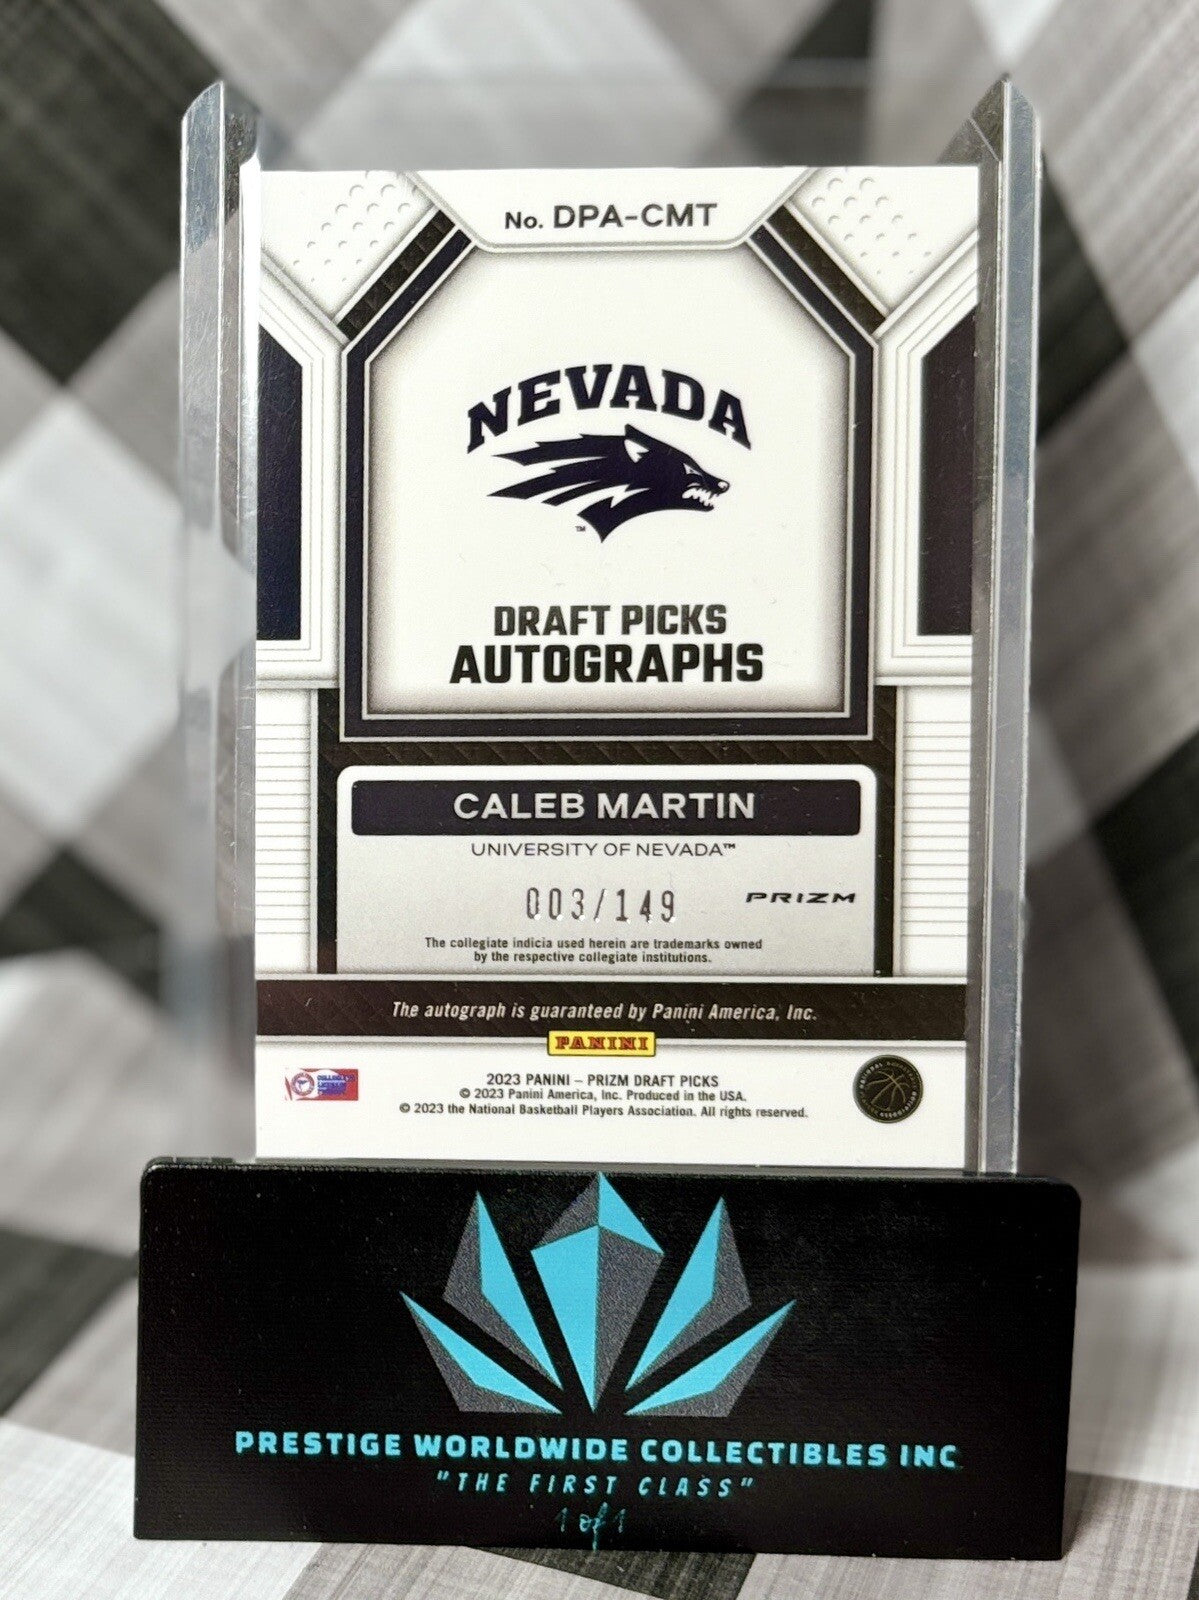 No. DPA-CMT
NEVADA
TM
DRAFT PICKS
AUTOGRAPHS
CALEB MARTIN
UNIVERSITY OF NEVADA™
003/149
PRIZM
The collegiate indicia used herein are trademarks owned
by the respective collegiate institutions.
The autograph is guaranteed by Panini America, Inc.
PANINI
2023 PANINI – PRIZM DRAFT PICKS
© 2023 Panini America, Inc. Produced in the USA.
© 2023 the National Basketball Players Association. All rights reserved.
PRESTIGE WORLDWIDE COLLECTIBLES INC
"THE FIRST CLASS"
1 of 1